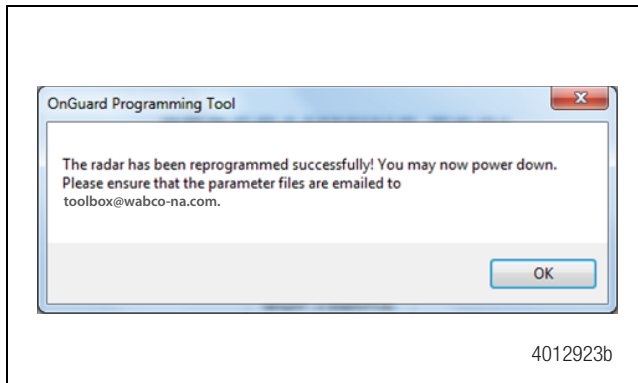 OnGuard Programming Tool
The radar has been reprogrammed successfully! You may now power down.
Please ensure that the parameter files are emailed to
toolbox@wabco-na.com.
OK
4012923b